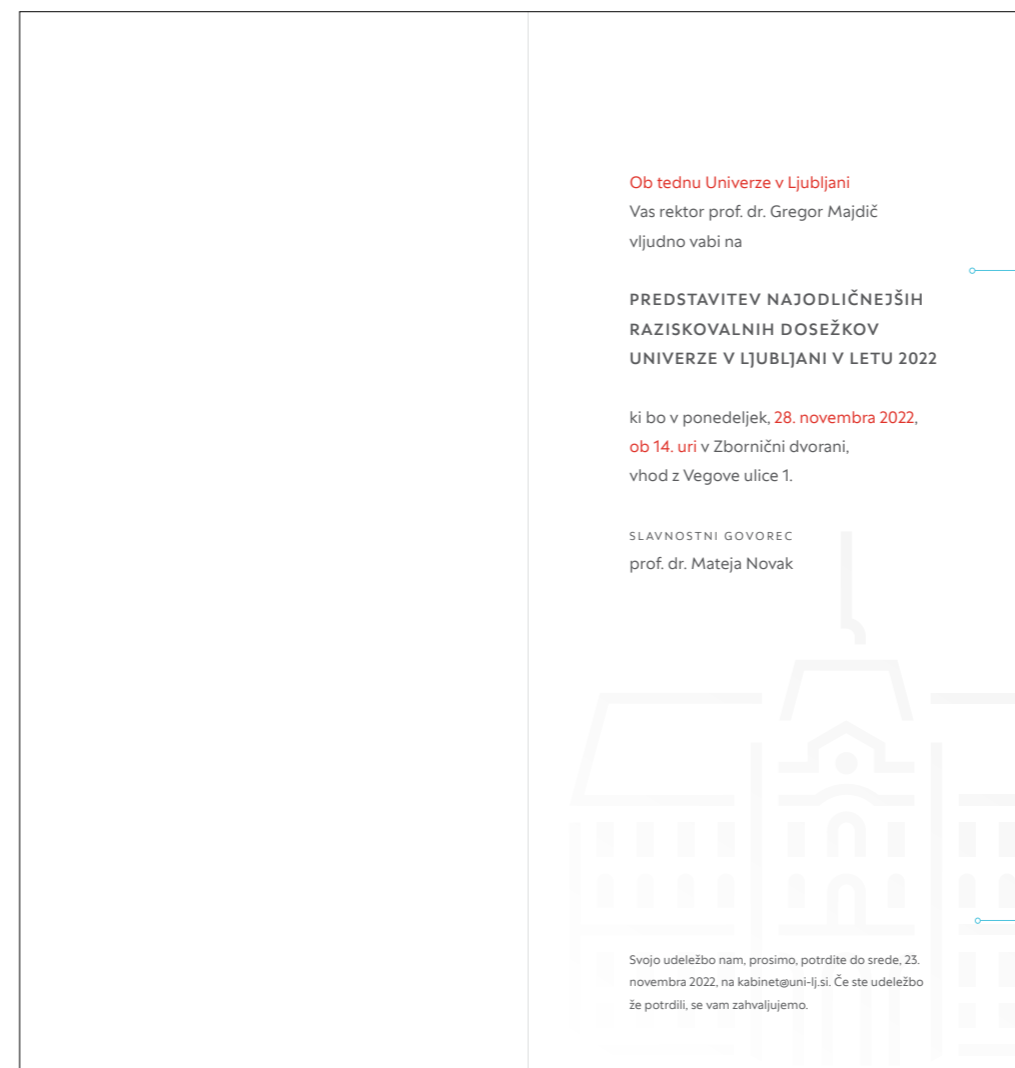 Ob tednu Univerze v Ljubljani
Vas rektor prof. dr. Gregor Majdič
vljudno vabi na
PREDSTAVITEV NAJODLIČNEJŠIH
RAZISKOVALNIH DOSEŽKOV
UNIVERZE V LJUBLJANI V LETU 2022
ki bo v ponedeljek, 28. novembra 2022,
ob 14. uri v Zbornični dvorani,
vhod z Vegove ulice 1.
SLAVNOSTNI GOVOREC
prof. dr. Mateja Novak
Svojo udeležbo nam, prosimo, potrdite do srede, 23.
novembra 2022, na kabinet@uni-lj.si. Če ste udeležbo
že potrdili, se vam zahvaljujemo.